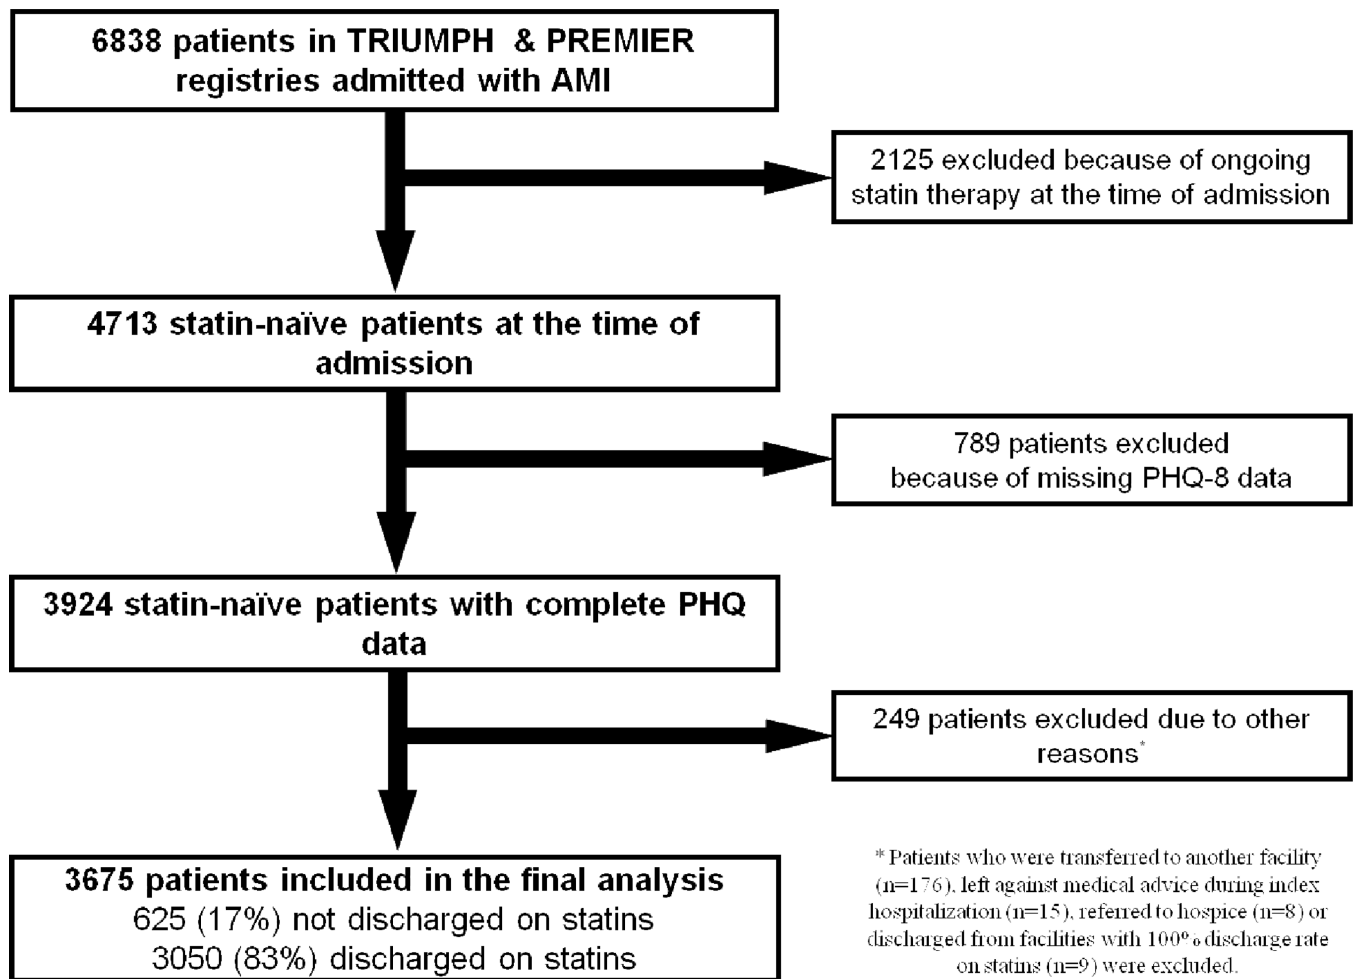 6838 patients in TRIUMPH & PREMIER
registries admitted with AMI
2125 excluded because of ongoing
statin therapy at the time of admission
4713 statin-naïve patients at the time of
admission
789 patients excluded
because of missing PHQ-8 data
3924 statin-naïve patients with complete PHQ
data
249 patients excluded due to other
reasons*
3675 patients included in the final analysis
625 (17%) not discharged on statins
3050 (83%) discharged on statins
* Patients who were transferred to another facility
(n=176), left against medical advice during index
hospitalization (n=15), referred to hospice (n=8) or
discharged from facilities with 100% discharge rate
on statins (n=9) were excluded.